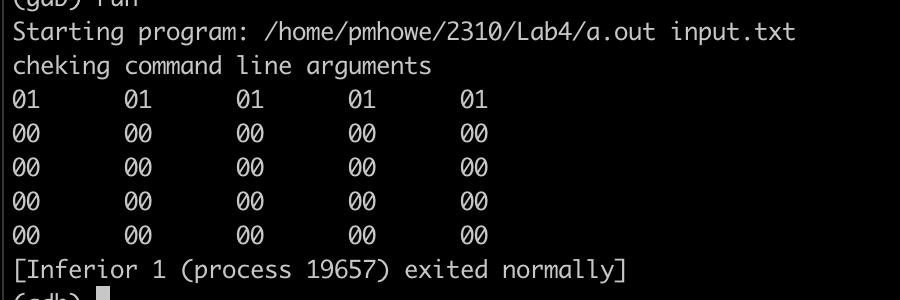 (gdb) run
Starting program: /home/pmhowe/2310/Lab4/a.out input.txt
cheking command line arguments
01 01 01 01 01
00 00 00 00 00
00 00 00 00 00
00 00 00 00 00
00 00 00 00 00
[Inferior 1 (process 19657) exited normally]
(gdb)